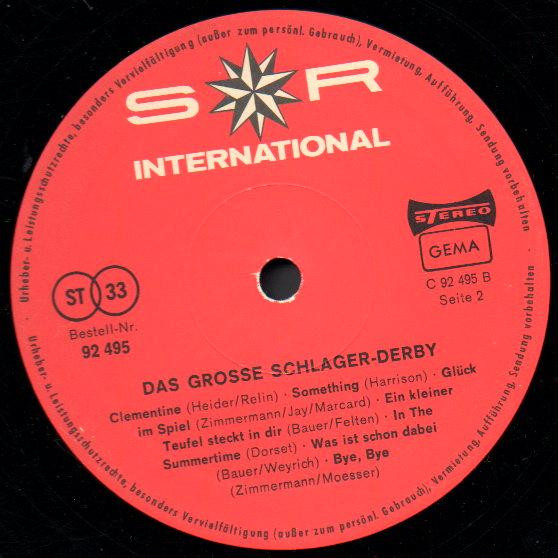 Urheber- u. Leistungsschutzrechte, besonders Vervielfältigung (außer zum persönl. Gebrauch), Vermietung, Aufführung, Sendung vorbehalten
S R
INTERNATIONAL
STEREO
GEMA
C 92 495 B
Seite 2
ST 33
Bestell-Nr.
92 495
DAS GROSSE SCHLAGER-DERBY
Clementine (Heider/Relin) · Something (Harrison) · Glück
im Spiel (Zimmermann/Jay/Marcard) · Ein kleiner
Teufel steckt in dir (Bauer/Felten) · In The
Summertime (Dorset) · Was ist schon dabei
(Bauer/Weyrich) · Bye, Bye
(Zimmermann/Moesser)
Urheber- u. Leistungsschutzrechte, besonders Vervielfältigung (außer zum persönl. Gebrauch), Vermietung, Aufführung, Sendung vorbehalten